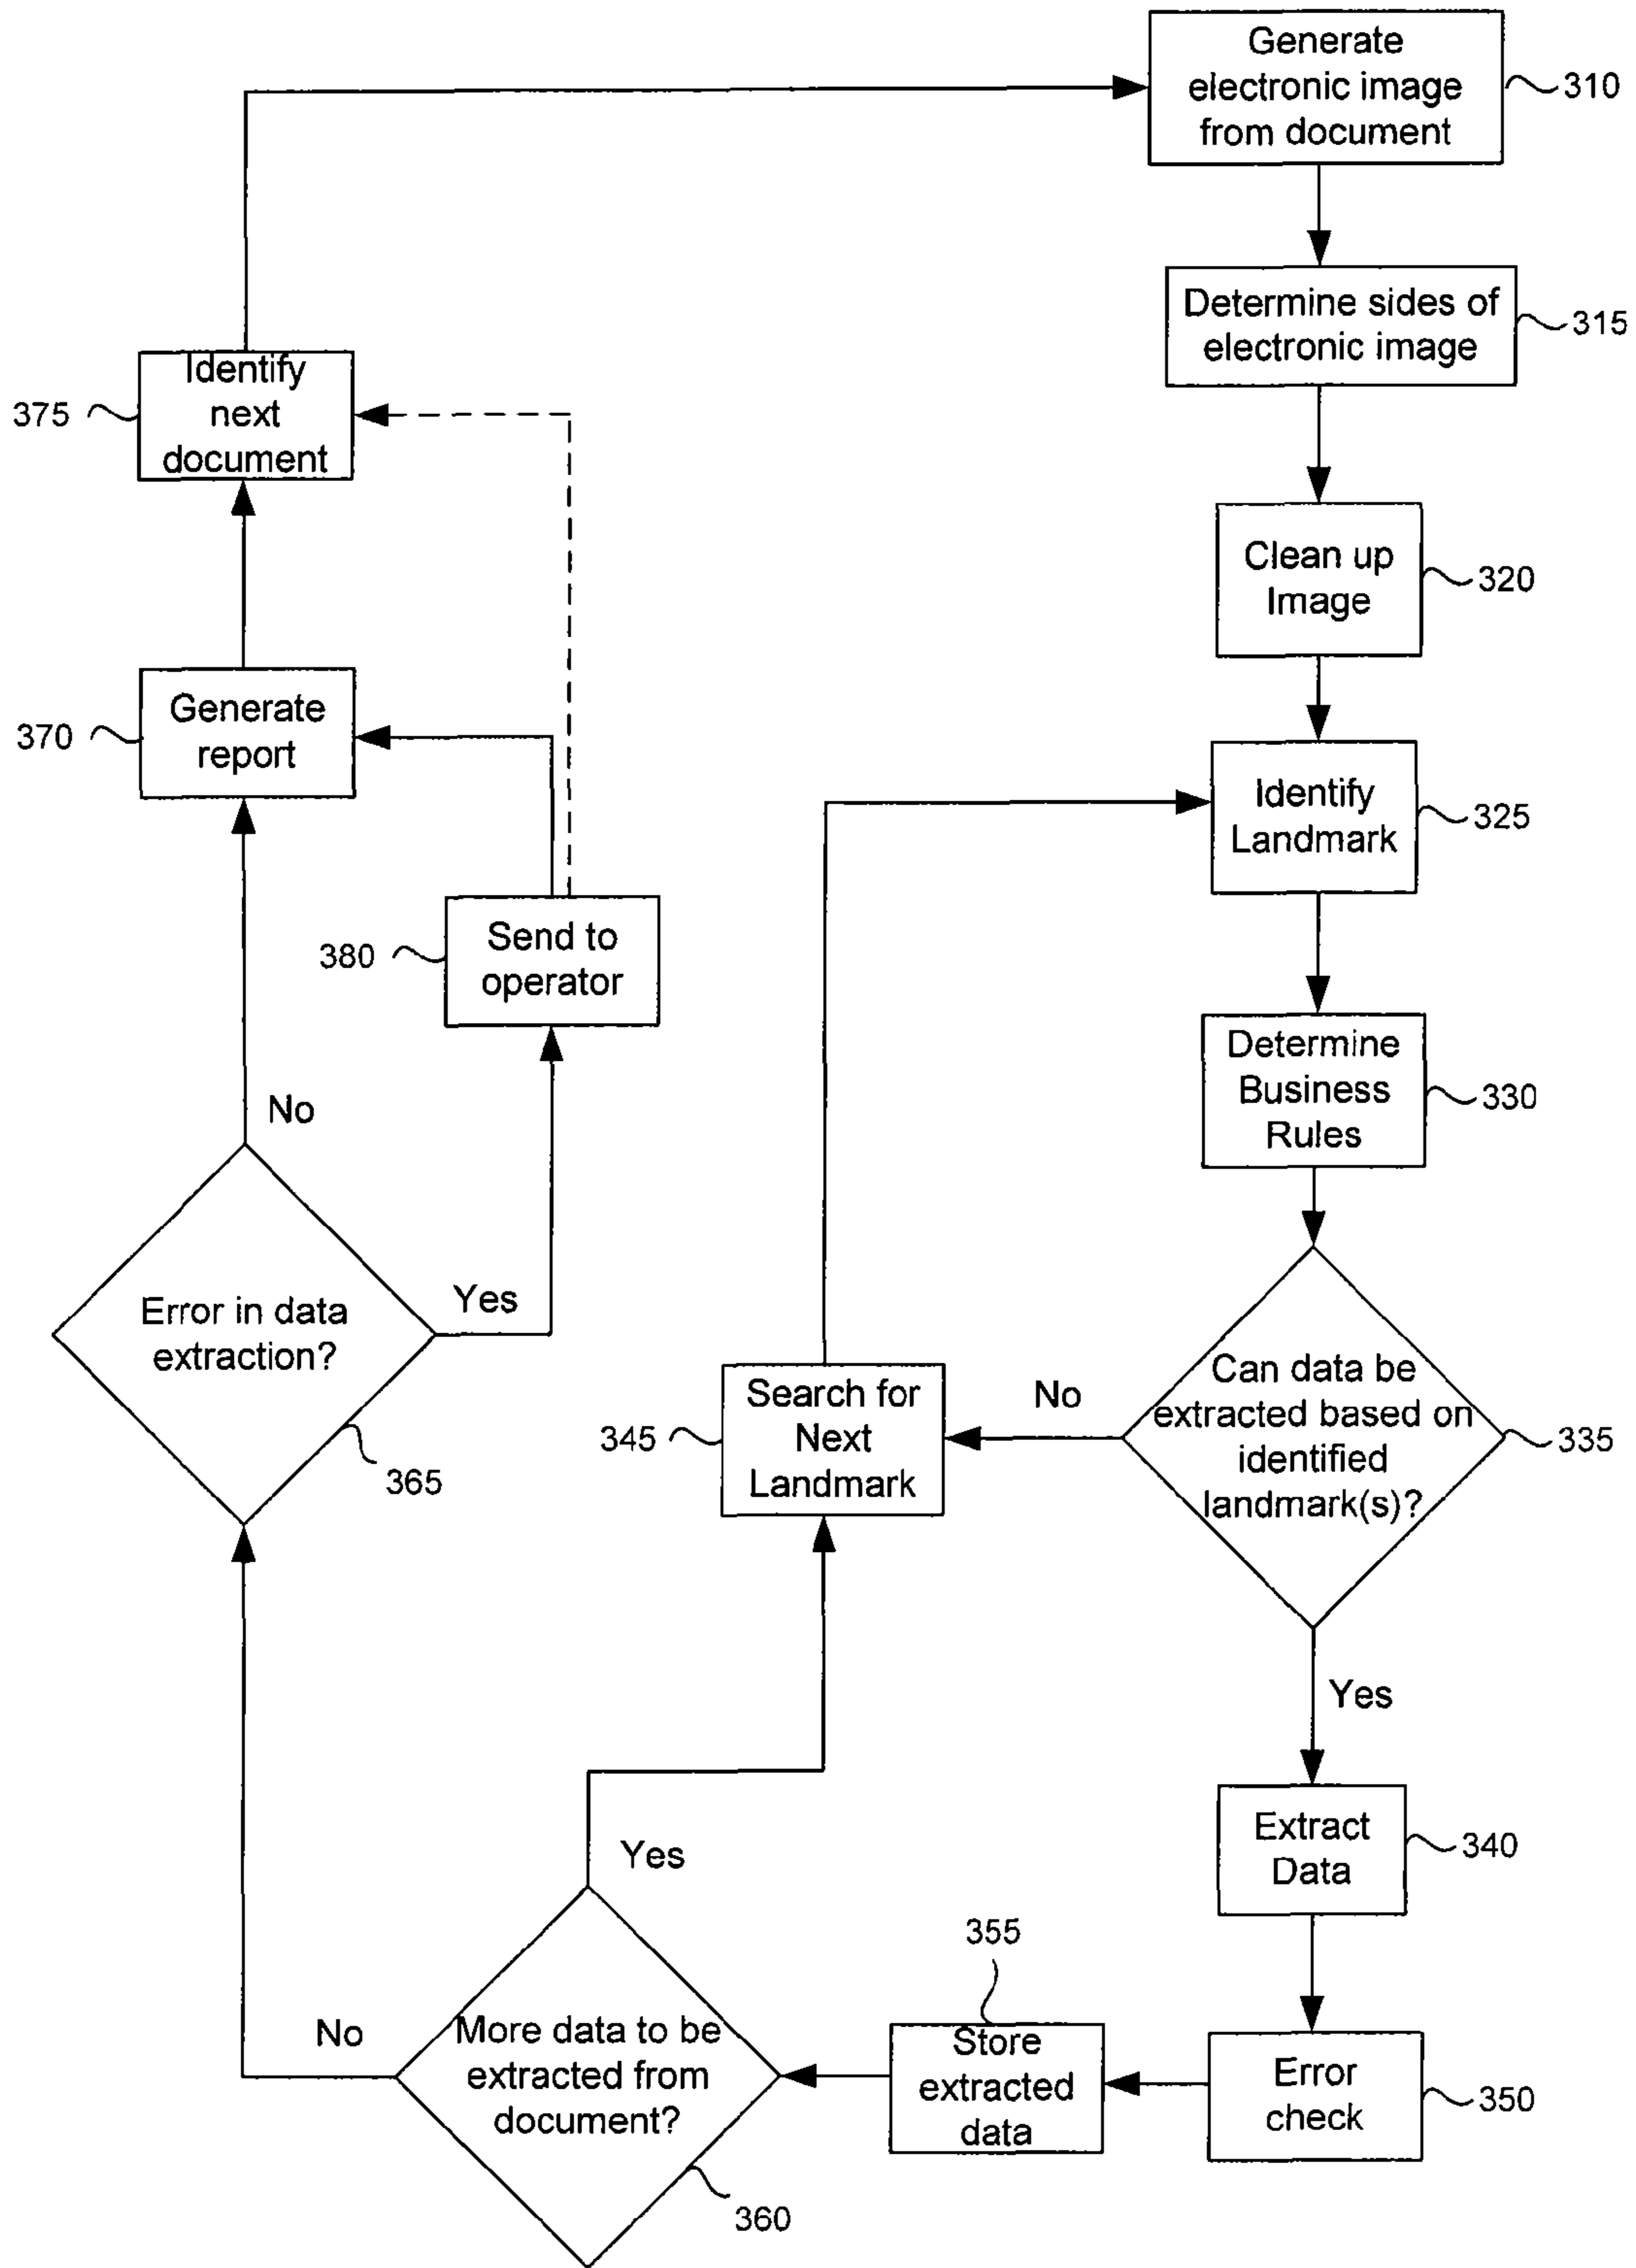 Generate
electronic image
from document
310
Determine sides of
electronic image
315
Clean up
Image
320
Identify
Landmark
325
Determine
Business
Rules
330
Can data be
extracted based on
identified
landmark(s)?
335
No
Search for
Next
Landmark
345
Yes
Extract
Data
340
Error
check
350
355
Store
extracted
data
More data to be
extracted from
document?
360
Yes
No
Error in data
extraction?
365
Yes
Send to
operator
380
No
Generate
report
370
Identify
next
document
375